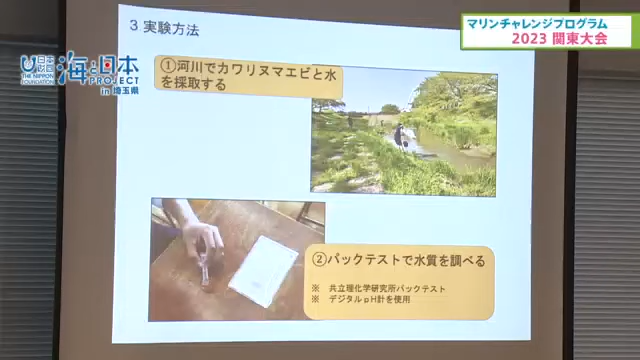 マリンチャレンジプログラム
2023 関東大会
日本財団
THE NIPPON FOUNDATION
海と日本
PROJECT
in 埼玉県
3 実験方法
①河川でカワリヌマエビと水
を採取する
②パックテストで水質を調べる
※ 共立理化学研究所パックテスト
※ デジタルpH計を使用